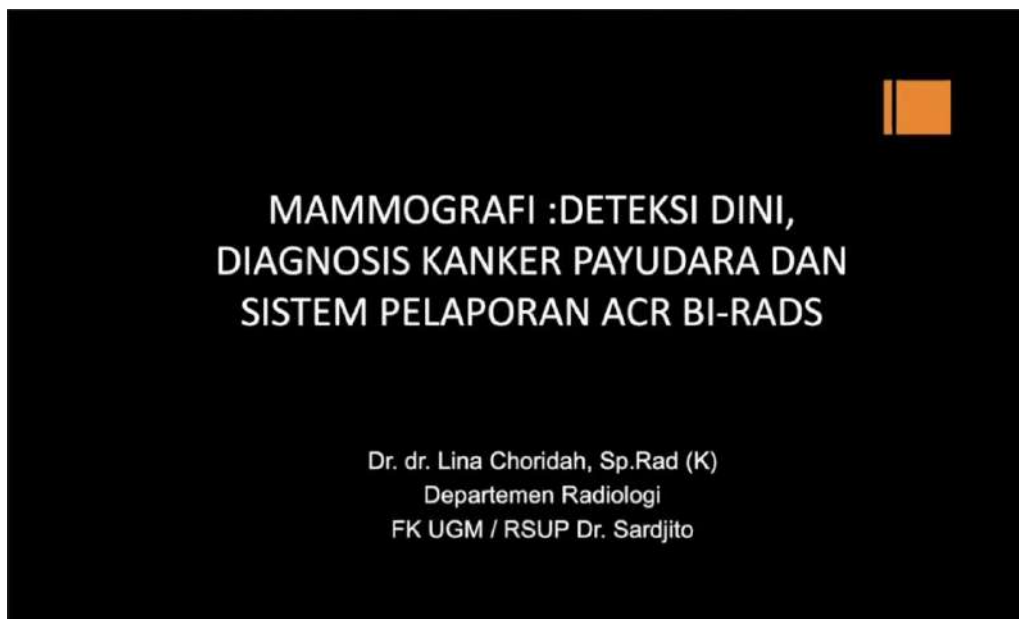 MAMMOGRAFI :DETEKSI DINI,
DIAGNOSIS KANKER PAYUDARA DAN
SISTEM PELAPORAN ACR BI-RADS
Dr. dr. Lina Choridah, Sp.Rad (K)
Departemen Radiologi
FK UGM / RSUP Dr. Sardjito